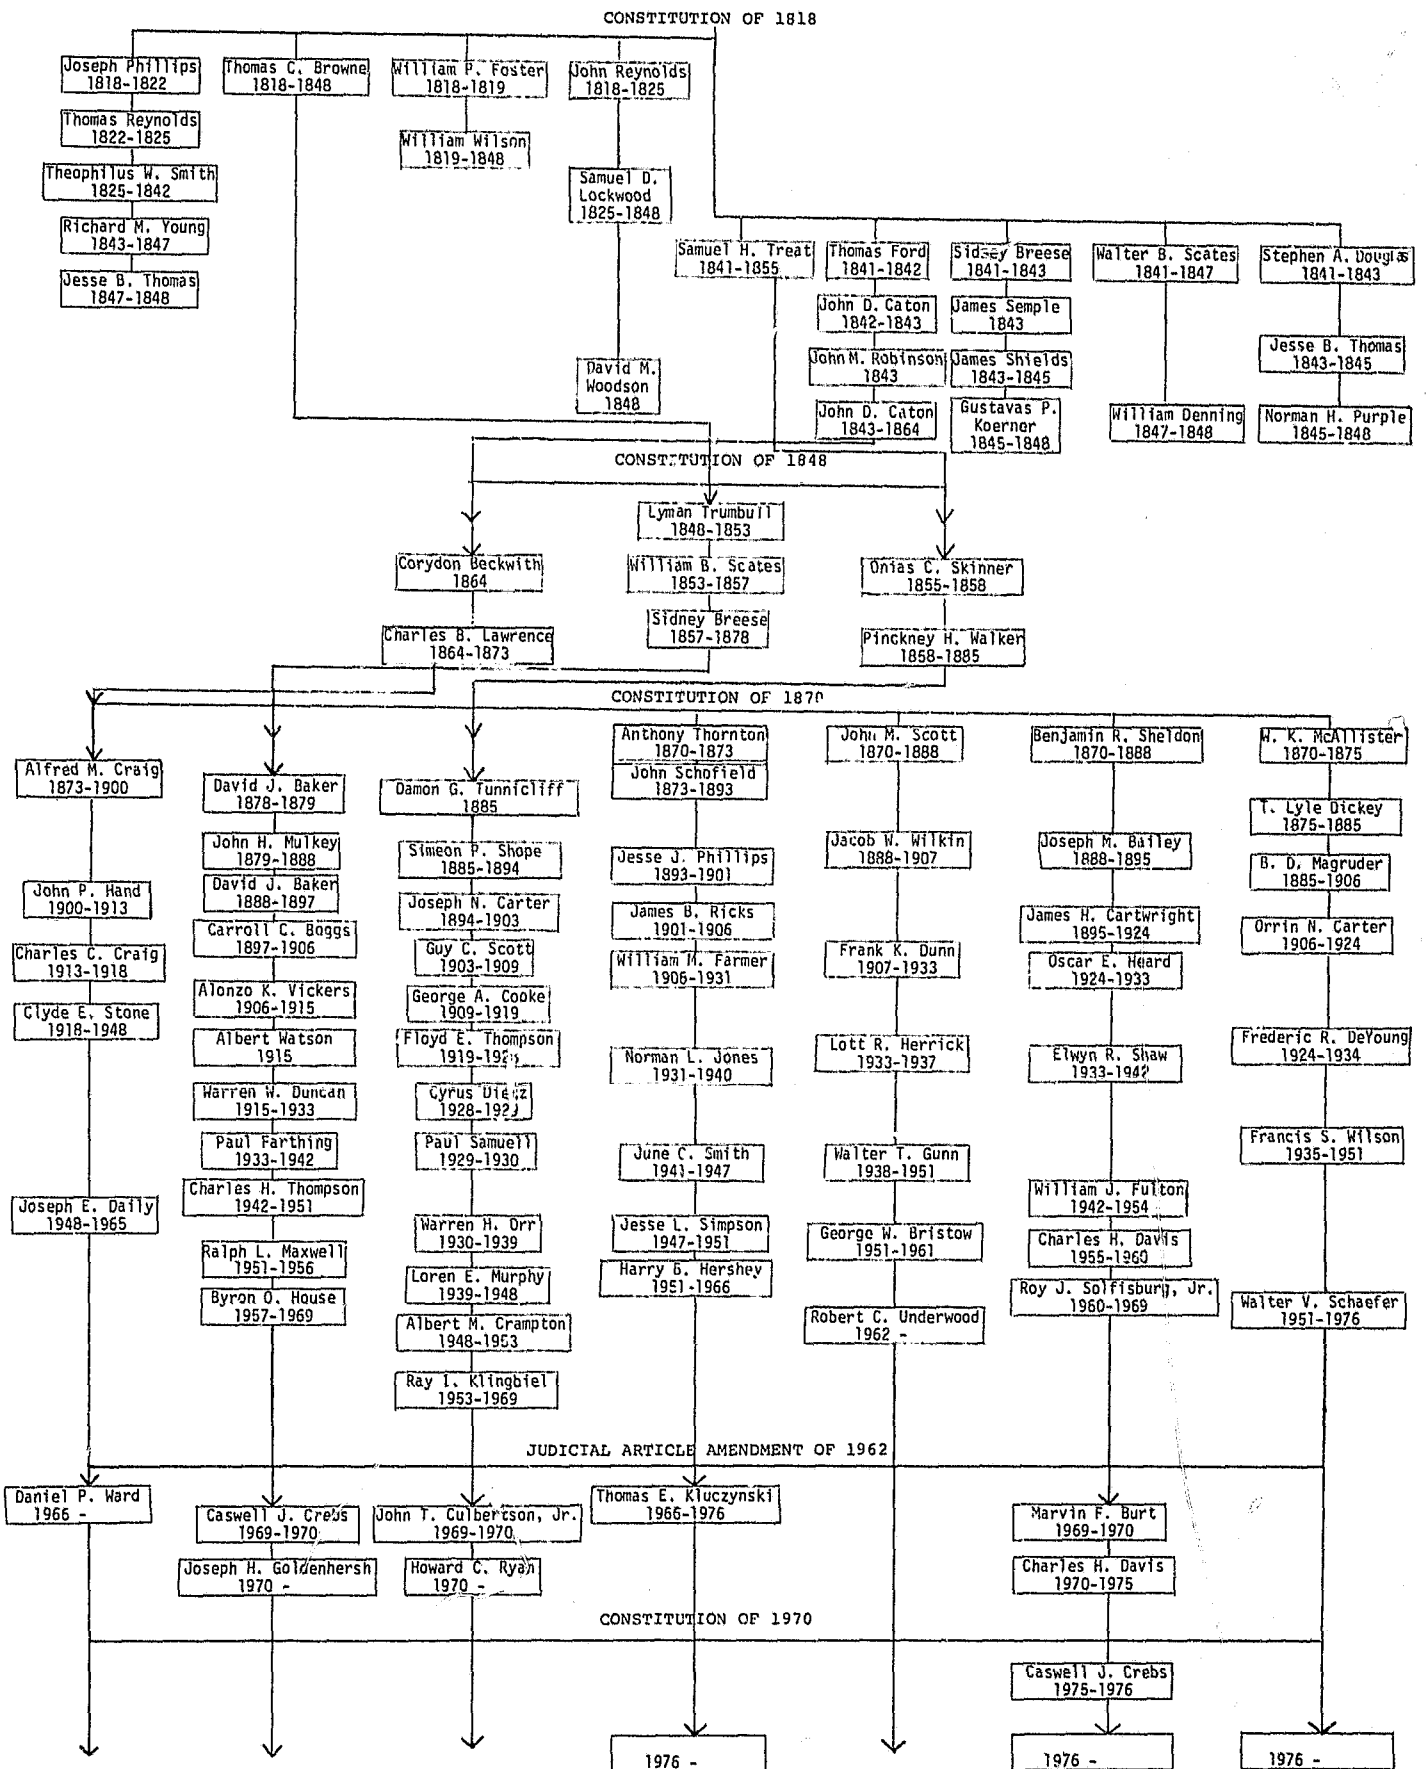 CONSTITUTION OF 1818
Joseph Phillips
1818-1822
Thomas C. Browne
1818-1848
William P. Foster
1818-1819
John Reynolds
1818-1825
Thomas Reynolds
1822-1825
William Wilson
1819-1848
Theophilus W. Smith
1825-1842
Samuel D.
Lockwood
1825-1848
Richard M. Young
1843-1847
Jesse B. Thomas
1847-1848
Samuel H. Treat
1841-1855
Thomas Ford
1841-1842
Sidney Breese
1841-1843
Walter B. Scates
1841-1847
Stephen A. Douglas
1841-1843
John D. Caton
1842-1843
James Semple
1843
John M. Robinson
1843
James Shields
1843-1845
Jesse B. Thomas
1843-1845
David M.
Woodson
1848
John D. Caton
1843-1864
Gustavas P.
Koerner
1845-1848
William Denning
1847-1848
Norman H. Purple
1845-1848
CONSTITUTION OF 1848
Lyman Trumbull
1848-1853
Corydon Beckwith
1864
William B. Scates
1853-1857
Onias C. Skinner
1855-1858
Charles B. Lawrence
1864-1873
Sidney Breese
1857-1878
Pinckney H. Walker
1858-1885
CONSTITUTION OF 1870
Alfred M. Craig
1873-1900
John P. Hand
1900-1913
Charles C. Craig
1913-1918
Clyde E. Stone
1918-1948
Joseph E. Daily
1948-1965
David J. Baker
1878-1879
John H. Mulkey
1879-1888
David J. Baker
1888-1897
Carroll C. Boggs
1897-1906
Alonzo K. Vickers
1906-1915
Albert Watson
1915
Warren W. Duncan
1915-1933
Paul Farthing
1933-1942
Charles H. Thompson
1942-1951
Ralph L. Maxwell
1951-1956
Byron O. House
1957-1969
Damon G. Tunnicliff
1885
Simeon P. Shope
1885-1894
Joseph N. Carter
1894-1903
Guy C. Scott
1903-1909
George A. Cooke
1909-1919
Floyd E. Thompson
Cyrus Dietz
1928-1929
Paul Samuell
1929-1930
Warren H. Orr
1930-1939
Loren E. Murphy
1939-1948
Albert M. Crampton
1948-1953
Ray I. Klingbiel
1953-1969
Anthony Thornton
1870-1873
John Schofield
1873-1893
Jesse J. Phillips
1893-1901
James B. Ricks
1901-1906
William M. Farmer
1906-1931
Norman L. Jones
1931-1940
June C. Smith
1941-1947
Jesse L. Simpson
1947-1951
Harry B. Hershey
1951-1966
John M. Scott
1870-1888
Jacob W. Wilkin
1888-1907
Frank K. Dunn
1907-1933
Lott R. Herrick
1933-1937
Walter T. Gunn
1938-1951
George W. Bristow
1951-1961
Robert C. Underwood
1962 -
Benjamin R. Sheldon
1870-1888
Joseph M. Bailey
1888-1895
James H. Cartwright
1895-1924
Oscar E. Heard
1924-1933
Elwyn R. Shaw
1933-1942
William J. Fulton
1942-1954
Charles H. Davis
1955-1960
Roy J. Solfisburg, Jr.
1960-1969
W. K. McAllister
1870-1875
T. Lyle Dickey
1875-1885
B. D. Magruder
1885-1906
Orrin N. Carter
1906-1924
Frederic R. DeYoung
1924-1934
Francis S. Wilson
1935-1951
Walter V. Schaefer
1951-1976
JUDICIAL ARTICLE AMENDMENT OF 1962
Daniel P. Ward
1966 -
Caswell J. Crebs
1969-1970
John T. Culbertson, Jr.
1969-1970
Thomas E. Kluczynski
1966-1976
Marvin F. Burt
1969-1970
Joseph H. Goldenhersh
1970 -
Howard C. Ryan
1970 -
Charles H. Davis
1970-1975
CONSTITUTION OF 1970
Caswell J. Crebs
1975-1976
1976 -
1976 -
1976 -